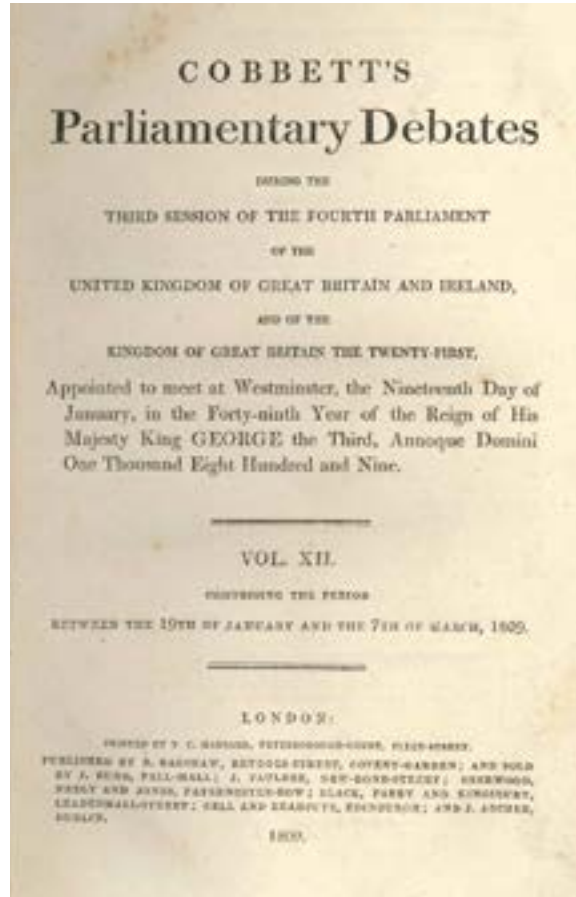 COBBETT'S
Parliamentary Debates
DURING THE
THIRD SESSION OF THE FOURTH PARLIAMENT
OF THE
UNITED KINGDOM OF GREAT BRITAIN AND IRELAND,
AND OF THE
KINGDOM OF GREAT BRITAIN THE TWENTY-FIRST,
Appointed to meet at Westminster, the Nineteenth Day of
January, in the Forty-ninth Year of the Reign of His
Majesty King GEORGE the Third, Annoque Domini
One Thousand Eight Hundred and Nine.
VOL. XII.
COMPRISING THE PERIOD
BETWEEN THE 19TH OF JANUARY AND THE 7TH OF MARCH, 1809.
LONDON:
PRINTED BY T. C. HANSARD, PETERBOROUGH-COURT, FLEET-STREET.
PUBLISHED BY R. BAGSHAW, BRYDGES-STREET, COVENT-GARDEN; AND SOLD
BY J. BUDD, PALL-MALL; J. FAULDER, NEW-BOND-STREET; SHERWOOD,
NEELY AND JONES, PATERNOSTER-ROW; BLACK, PARRY AND KINGSBURY,
LEADENHALL-STREET; BELL AND BRADFUTE, EDINBURGH; AND J. ARCHER,
DUBLIN.
1809.